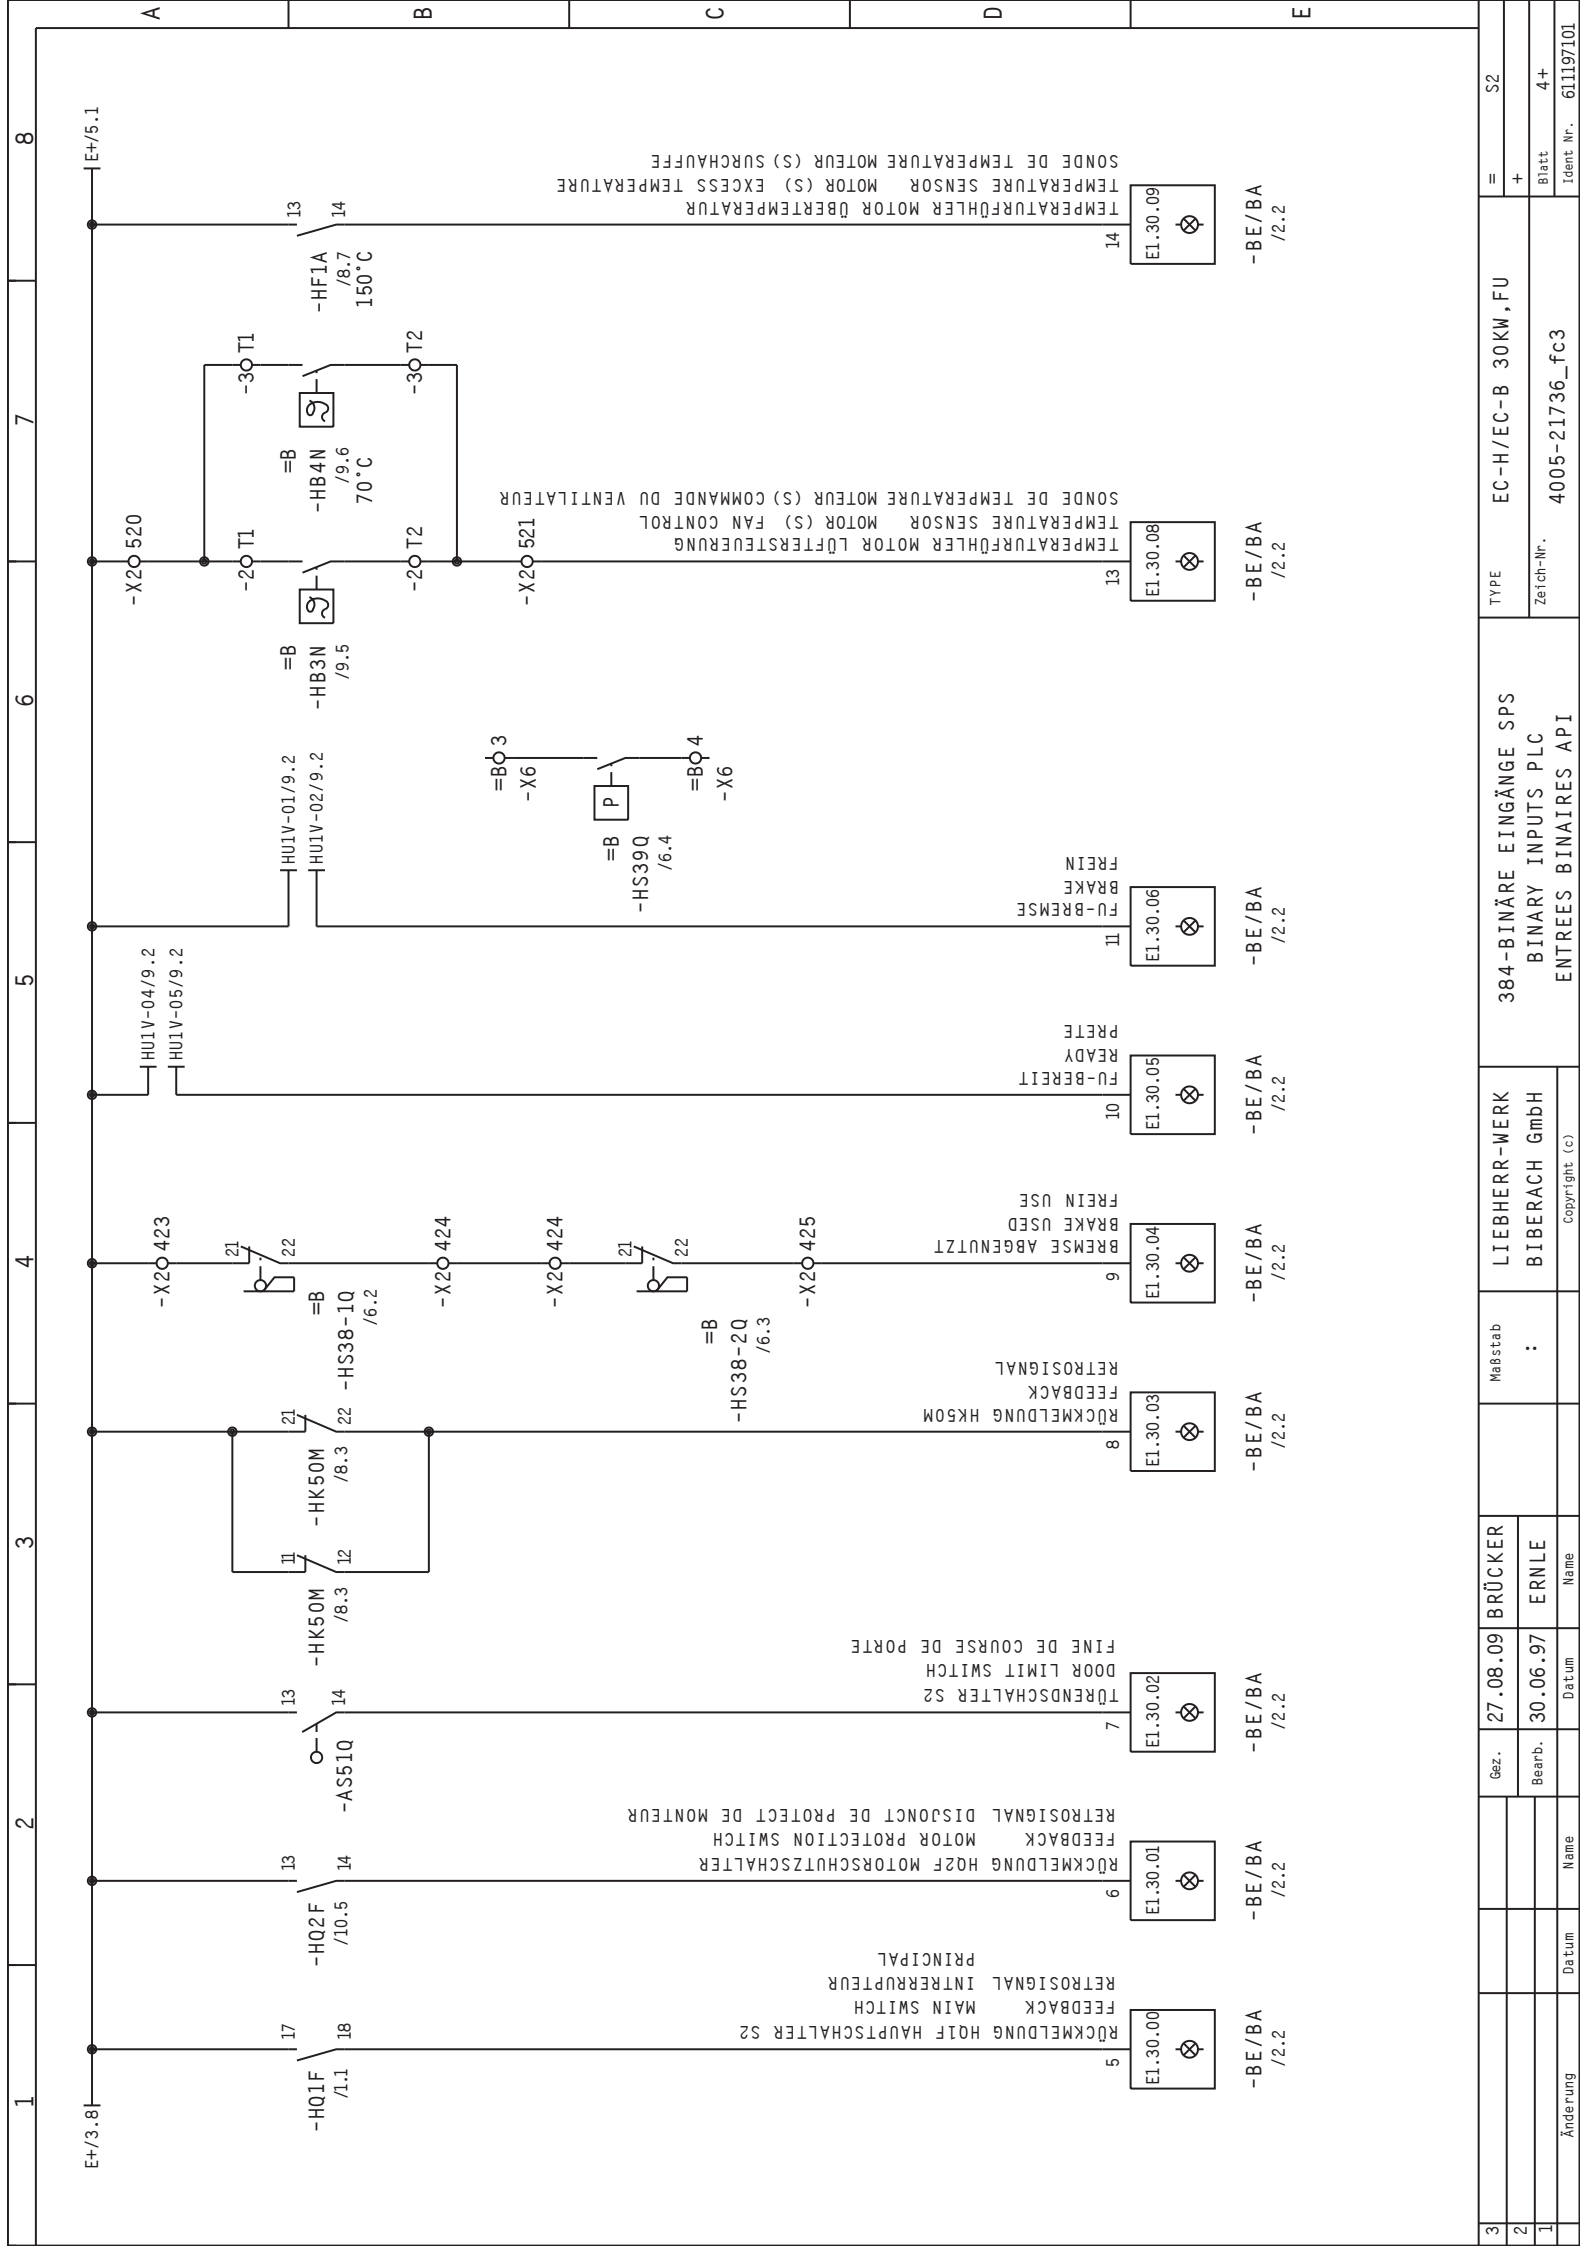 1
2
3
4
5
6
7
8
A
B
C
D
E
E+/3.8
E+/5.1
-HQ1F
/1.1
17
18
RÜCKMELDUNG HQ1F HAUPTSCHALTER S2
FEEDBACK MAIN SWITCH
RETROSIGNAL INTRERRUPTEUR
PRINCIPAL
5
E1.30.00
-BE/BA
/2.2
-HQ2F
/10.5
13
14
RÜCKMELDUNG HQ2F MOTORSCHUTZSCHALTER
FEEDBACK MOTOR PROTECTION SWITCH
RETROSIGNAL DISJONCT DE PROTECT DE MONTEUR
6
E1.30.01
-BE/BA
/2.2
-AS51Q
13
14
TÜRENDSCHALTER S2
DOOR LIMIT SWITCH
FINE DE COURSE DE PORTE
7
E1.30.02
-BE/BA
/2.2
-HK50M
/8.3
11
12
-HK50M
/8.3
21
22
RÜCKMELDUNG HK50M
FEEDBACK
RETROSIGNAL
8
E1.30.03
-BE/BA
/2.2
-X2 423
21
22
=B
-HS38-1Q
/6.2
-X2 424
-X2 424
21
22
=B
-HS38-2Q
/6.3
-X2 425
BREMSE ABGENUTZT
BRAKE USED
FREIN USE
9
E1.30.04
-BE/BA
/2.2
HU1V-04/9.2
HU1V-05/9.2
FU-BEREIT
READY
PRETE
10
E1.30.05
-BE/BA
/2.2
HU1V-01/9.2
HU1V-02/9.2
FU-BREMSE
BRAKE
FREIN
11
E1.30.06
-BE/BA
/2.2
=B 3
-X6
P
=B
-HS39Q
/6.4
=B 4
-X6
-X2 520
-2 T1
=B
-HB3N
/9.5
-2 T2
-X2 521
-3 T1
=B
-HB4N
/9.6
70°C
-3 T2
TEMPERATURFÜHLER MOTOR LÜFTERSTEUERUNG
TEMPERATURE SENSOR MOTOR (S) FAN CONTROL
SONDE DE TEMPERATURE MOTEUR (S) COMMANDE DU VENTILATEUR
13
E1.30.08
-BE/BA
/2.2
-HF1A
/8.7
150°C
13
14
TEMPERATURFÜHLER MOTOR ÜBERTEMPERATUR
TEMPERATURE SENSOR MOTOR (S) EXCESS TEMPERATURE
SONDE DE TEMPERATURE MOTEUR (S) SURCHAUFFE
14
E1.30.09
-BE/BA
/2.2
3
2
1
Änderung
Datum
Name
Gez.
27.08.09
BRÜCKER
Bearb.
30.06.97
ERNLE
Datum
Name
Maßstab
:
LIEBHERR-WERK
BIBERACH GmbH
Copyright (c)
384-BINÄRE EINGÄNGE SPS
BINARY INPUTS PLC
ENTREES BINAIRES API
TYPE
EC-H/EC-B 30KW,FU
Zeich-Nr.
4005-21736_fc3
=
S2
+
Blatt
4+
Ident Nr.
611197101